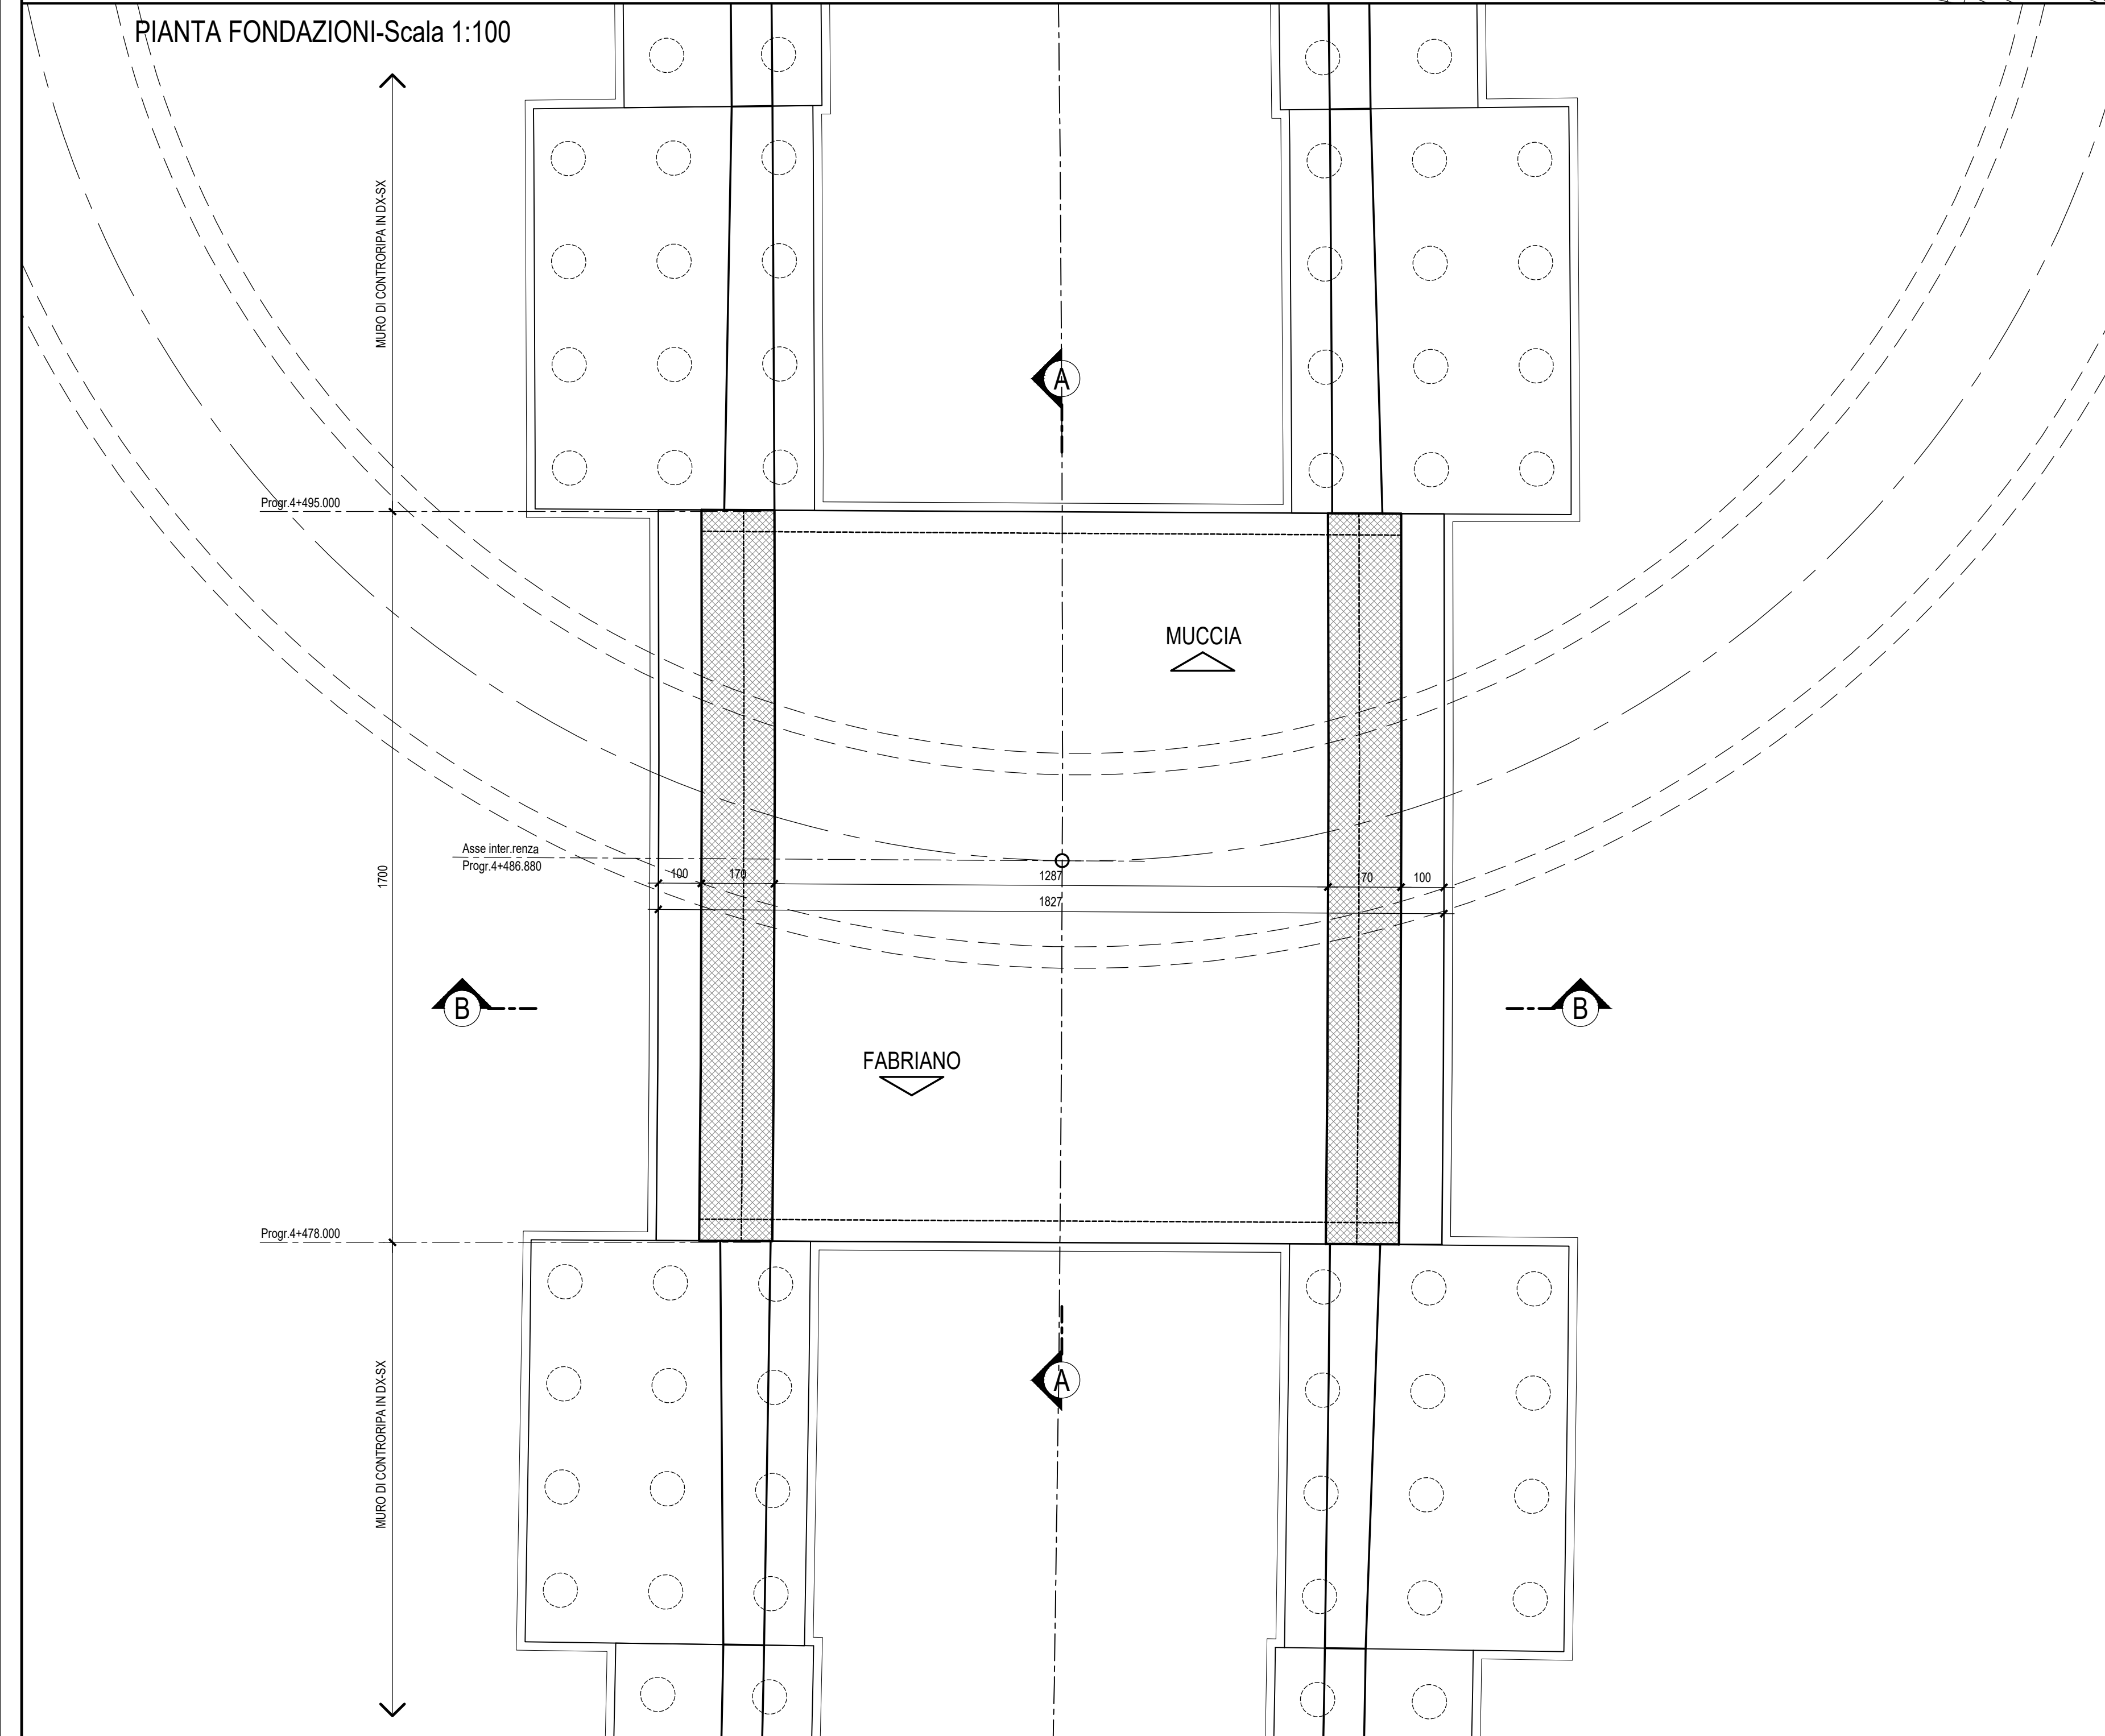 PIANTA FONDAZIONI-Scala 1:100
MURO DI CONTRORIPA IN DX-SX
A
Progr.4+495.000
MUCCIA
Asse inter.renza
Progr.4+486.880
1700
100
170
1287
170
100
1827
B
B
FABRIANO
Progr.4+478.000
A
MURO DI CONTRORIPA IN DX-SX